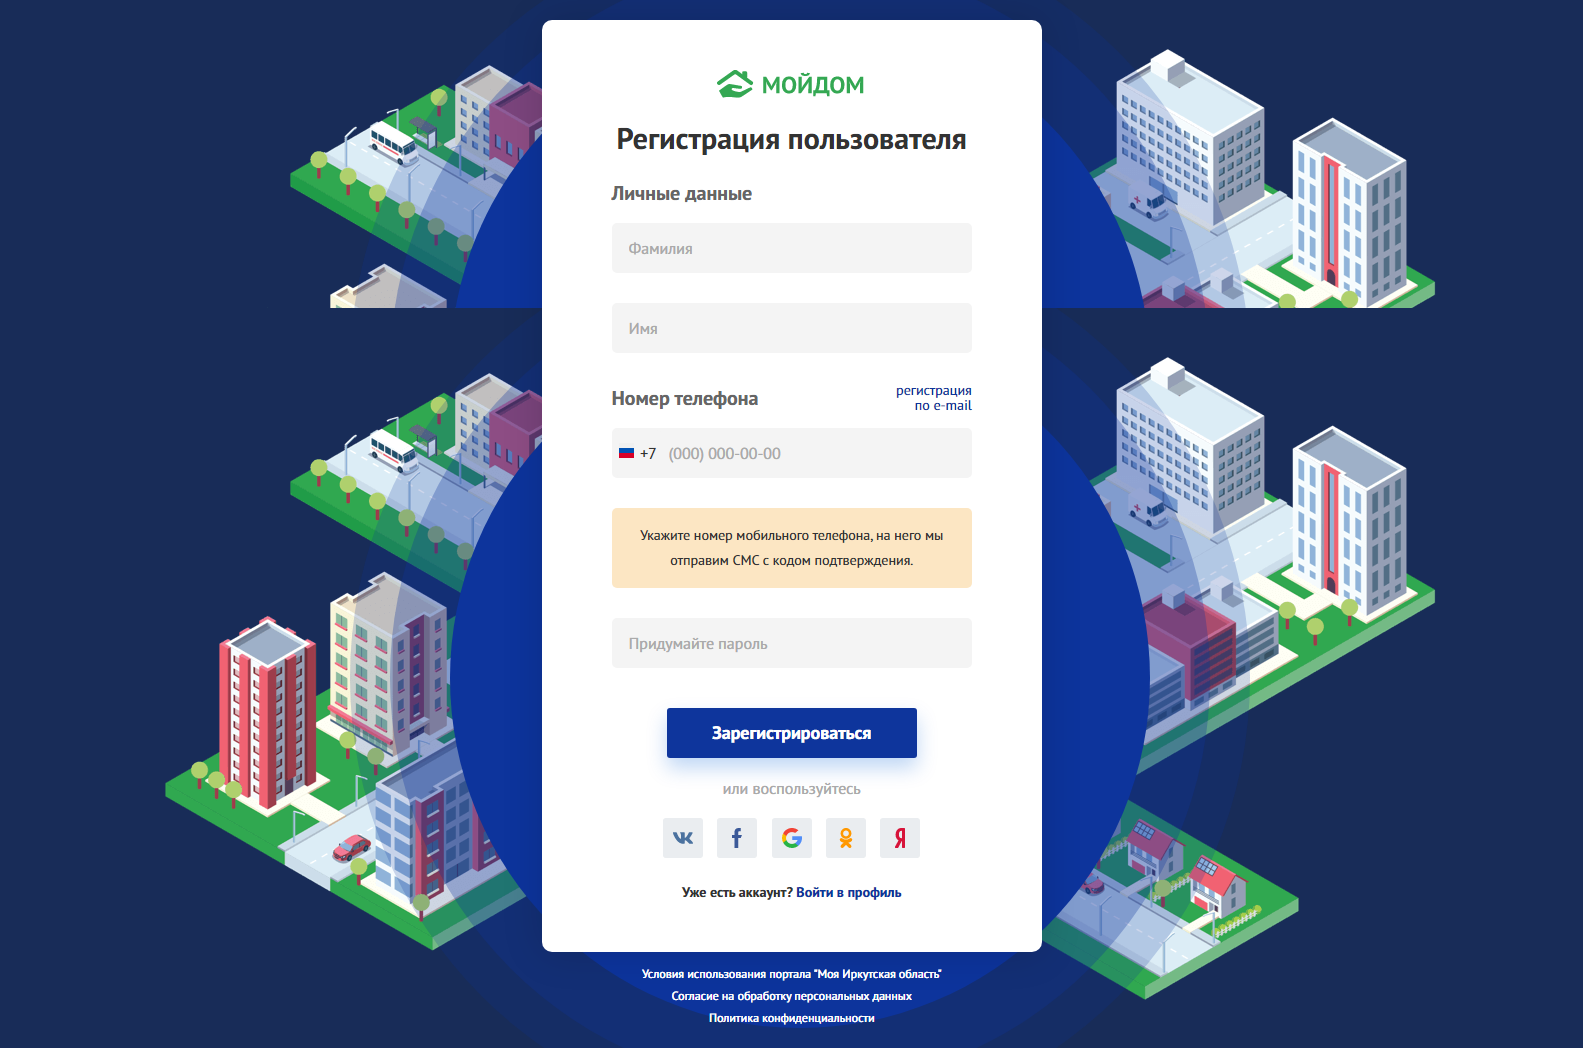 МОЙДОМ
Регистрация пользователя
Личные данные
Фамилия
Имя
Номер телефона
регистрация
по e-mail
+7 (000) 000-00-00
Укажите номер мобильного телефона, на него мы
отправим СМС с кодом подтверждения.
Придумайте пароль
Зарегистрироваться
или воспользуйтесь
Уже есть аккаунт? Войти в профиль
Условия использования портала "Моя Иркутская область"
Согласие на обработку персональных данных
Политика конфиденциальности